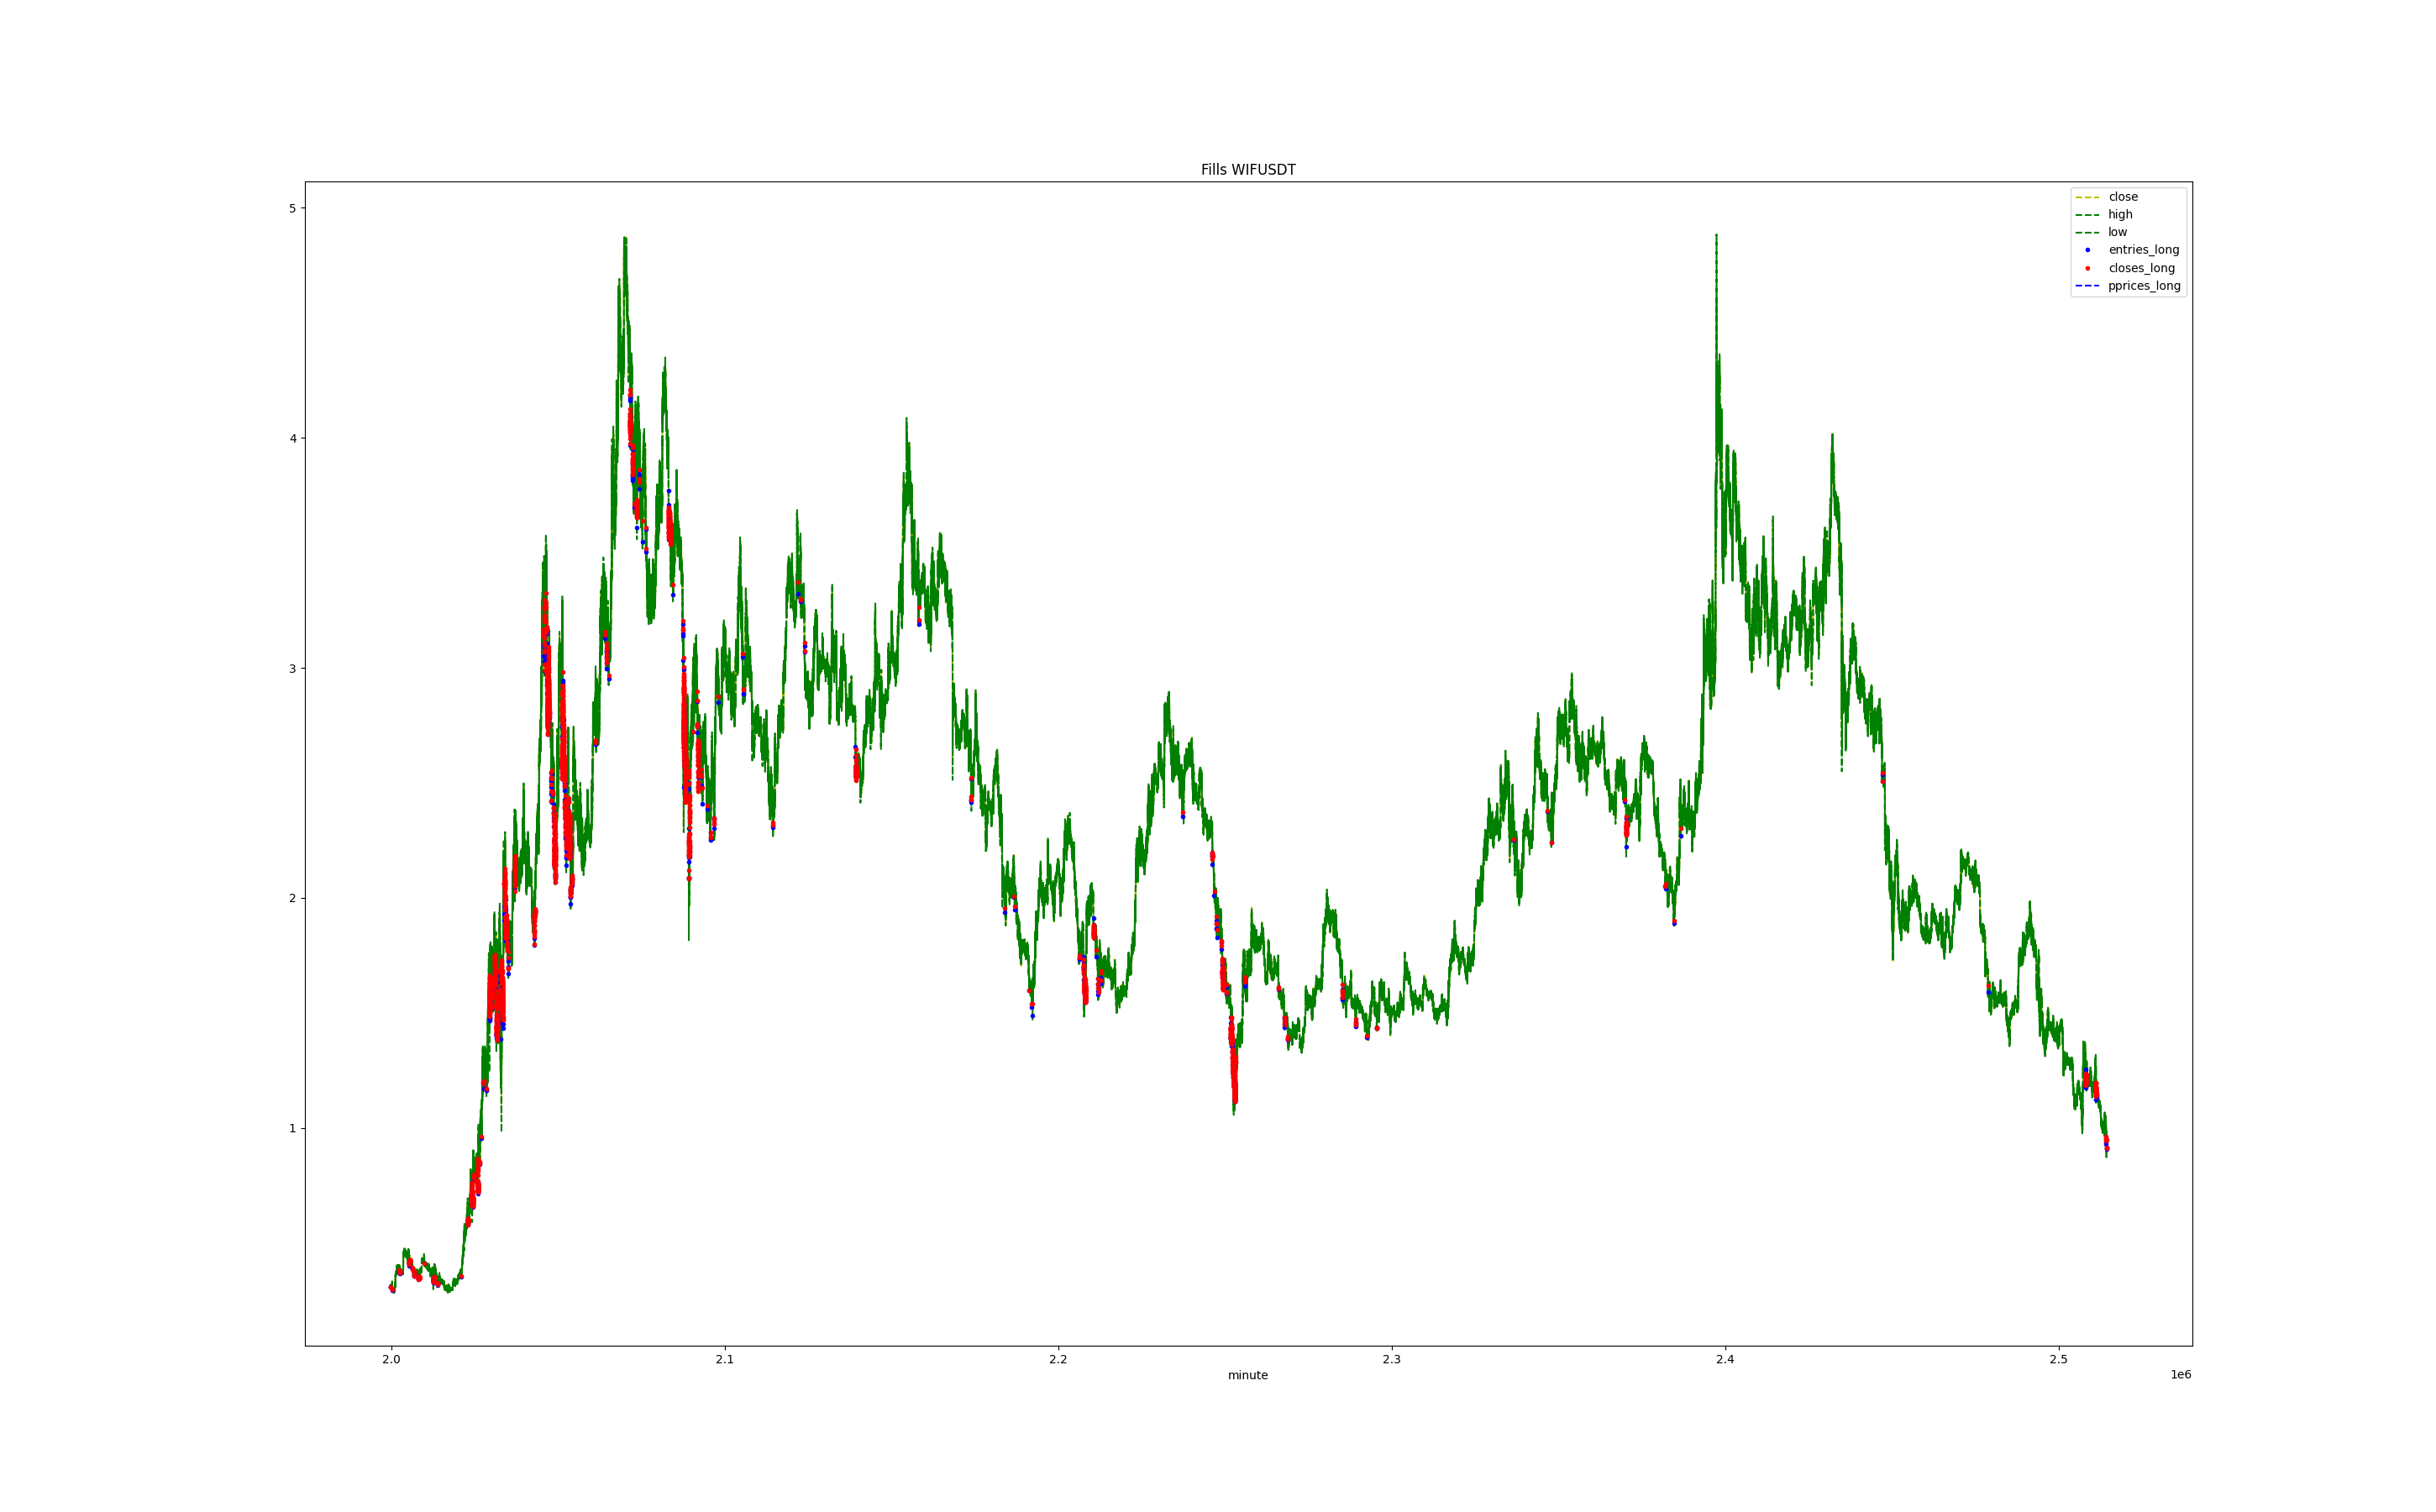 Fills WIFUSDT
close
high
low
entries_long
closes_long
pprices_long
5
4
3
2
1
2.0 2.1 2.2 2.3 2.4 2.5
minute
1e6